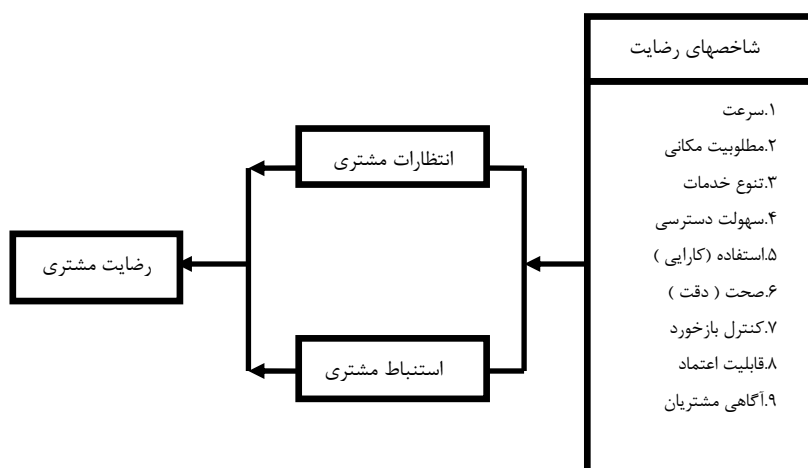 شاخصهای رضایت
۱.سرعت
۲.مطلوبیت مکانی
۳.تنوع خدمات
۴.سهولت دسترسی
۵.استفاده (کارایی )
۶.صحت ( دقت )
۷.کنترل بازخورد
۸.قابلیت اعتماد
۹.آگاهی مشتریان
انتظارات مشتری
استنباط مشتری
رضایت مشتری